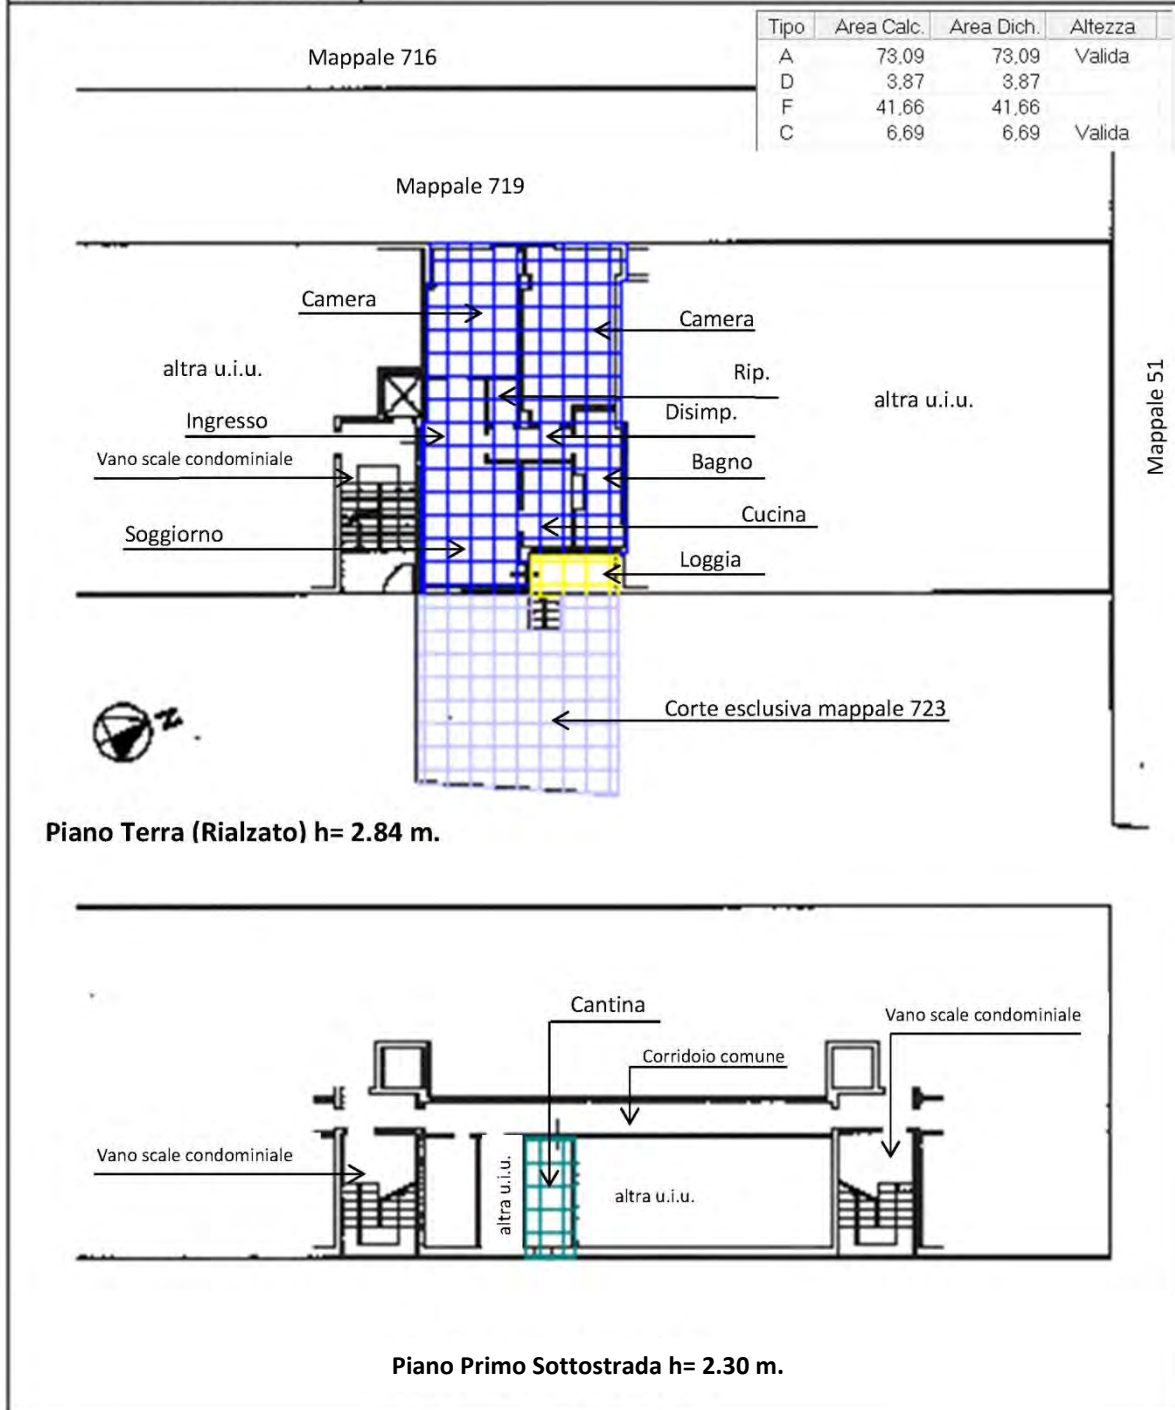 Tipo Area Calc. Area Dich. Altezza
A 73,09 73,09 Valida
D 3,87 3,87
F 41,66 41,66
C 6,69 6,69 Valida
Mappale 716
Mappale 719
Camera
Camera
altra u.i.u.
Rip.
altra u.i.u.
Mappale 51
Ingresso
Disimp.
Vano scale condominiale
Bagno
Cucina
Soggiorno
Loggia
Corte esclusiva mappale 723
N
Piano Terra (Rialzato) h= 2.84 m.
Cantina
Vano scale condominiale
Corridoio comune
Vano scale condominiale
altra u.i.u.
altra u.i.u.
Piano Primo Sottostrada h= 2.30 m.